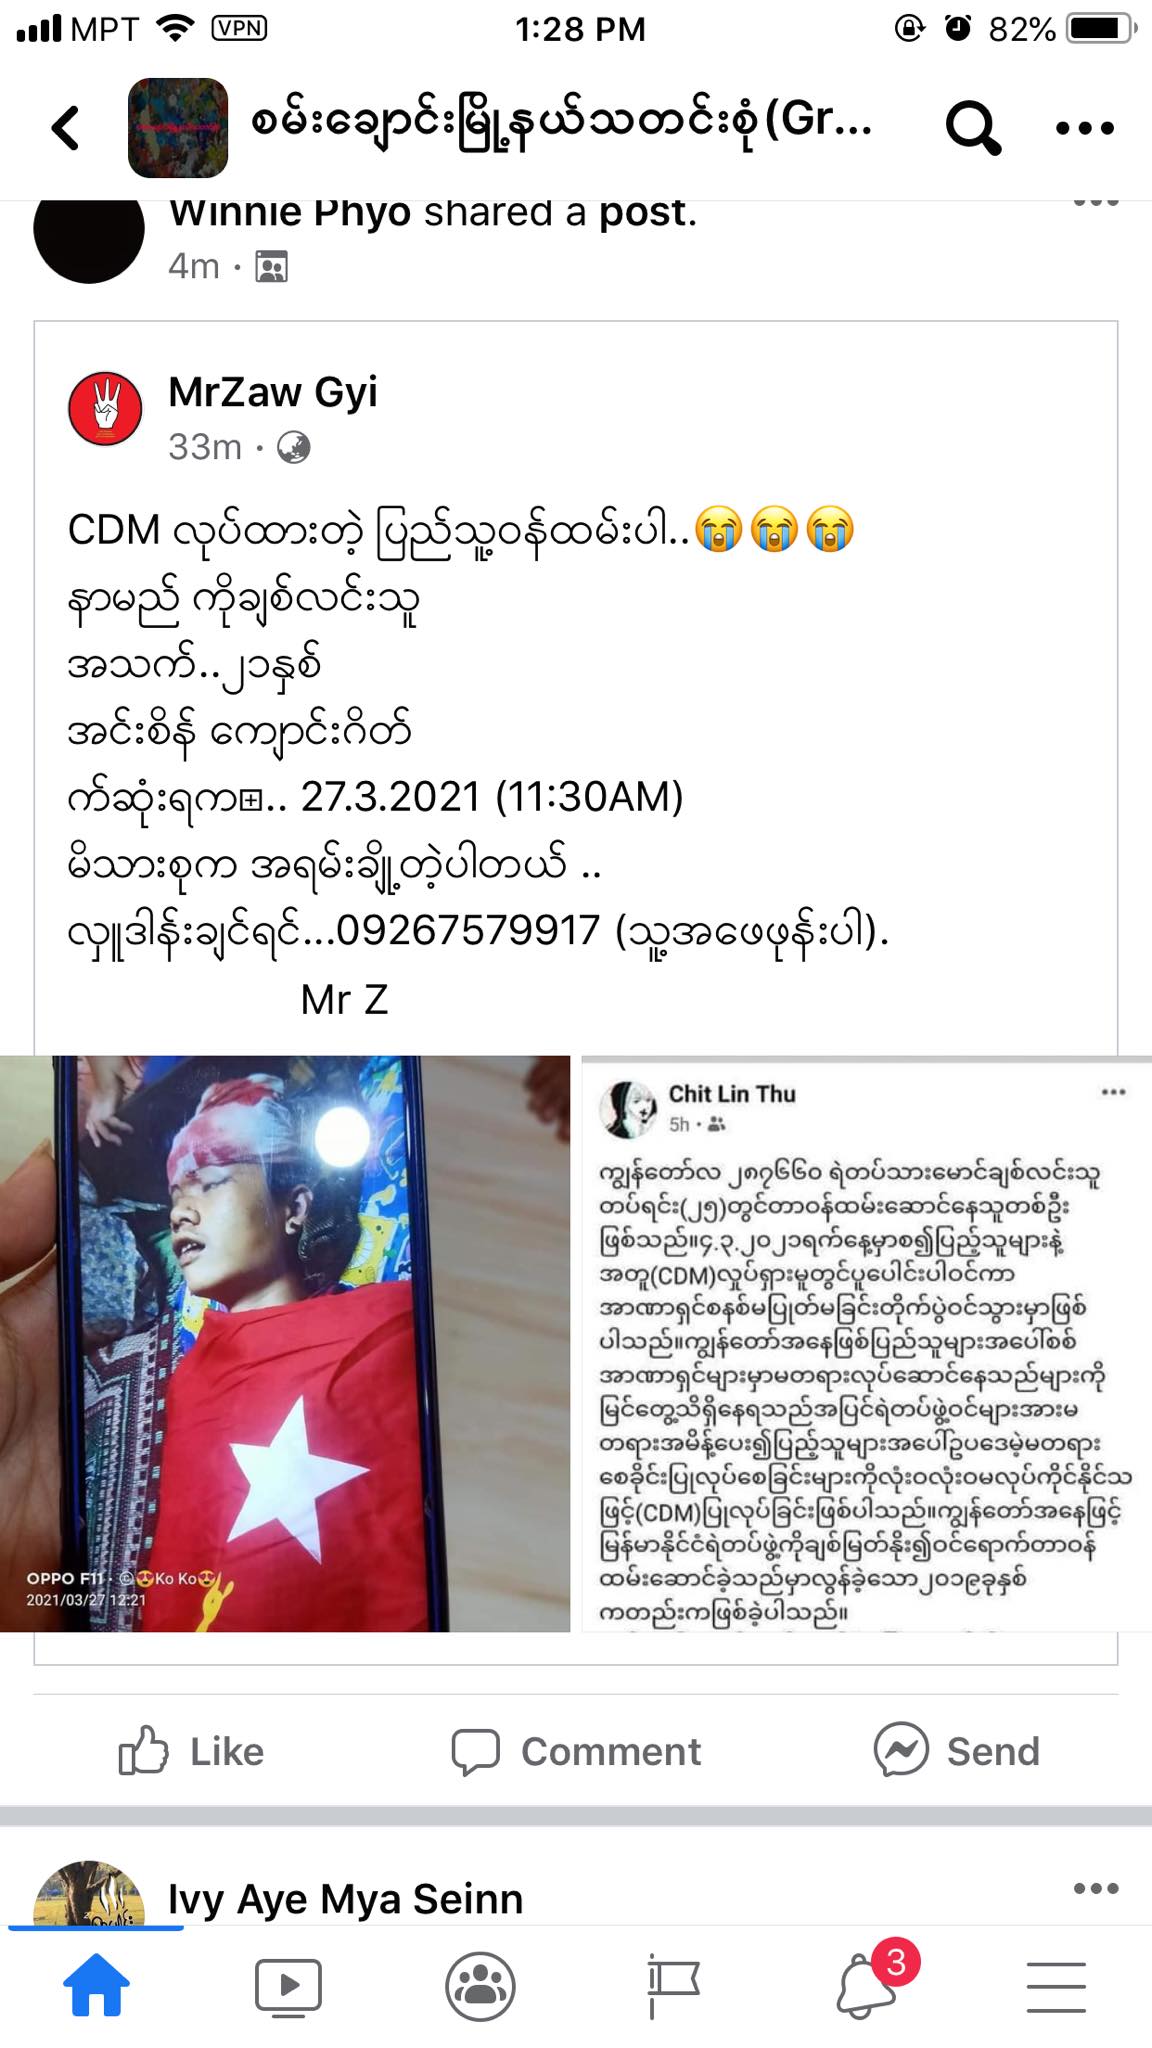 MPT
VPN
1:28 PM
82%
စမ်းချောင်းမြို့နယ်သတင်းစုံ(Gr...
Winnie Phyo shared a post.
4m ·
MrZaw Gyi
33m ·
CDM လုပ်ထားတဲ့ ပြည်သူ့ဝန်ထမ်းပါ..😭😭😭
နာမည် ကိုချစ်လင်းသူ
အသက်..၂၁နှစ်
အင်းစိန် ကျောင်းဂိတ်
က်ဆုံးရက⊞.. 27.3.2021 (11:30AM)
မိသားစုက အရမ်းချို့တဲ့ပါတယ် ..
လှူဒါန်းချင်ရင်...09267579917 (သူ့အဖေဖုန်းပါ).
Mr Z
OPPO F11 · ©😍Ko Ko😍
2021/03/27 12:21
Chit Lin Thu
5h ·
ကျွန်တော်လ ၂၈၇၆၆၀ ရဲတပ်သားမောင်ချစ်လင်းသူ
တပ်ရင်း(၂၅)တွင်တာဝန်ထမ်းဆောင်နေသူတစ်ဦး
ဖြစ်သည်။၄.၃.၂၀၂၁ရက်နေ့မှာစ၍ပြည့်သူများနဲ့
အတူ(CDM)လှုပ်ရှားမှုတွင်ပူပေါင်းပါဝင်ကာ
အာဏာရှင်စနစ်မပြုတ်မခြင်းတိုက်ပွဲဝင်သွားမှာဖြစ်
ပါသည်။ကျွန်တော်အနေဖြစ်ပြည်သူများအပေါ်စစ်
အာဏာရှင်များမှာမတရားလုပ်ဆောင်နေသည်များကို
မြင်တွေ့သိရှိနေရသည်အပြင်ရဲတပ်ဖွဲ့ဝင်များအားမ
တရားအမိန့်ပေး၍ပြည့်သူများအပေါ်ဥပဒေမဲ့မတရား
စေခိုင်းပြုလုပ်စေခြင်းများကိုလုံးဝလုံးဝမလုပ်ကိုင်နိုင်သ
ဖြင့်(CDM)ပြုလုပ်ခြင်းဖြစ်ပါသည်။ကျွန်တော်အနေဖြင့်
မြန်မာနိုင်ငံရဲတပ်ဖွဲ့ကိုချစ်မြတ်နိုး၍ဝင်ရောက်တာဝန်
ထမ်းဆောင်ခဲ့သည်မှာလွန်ခဲ့သော၂၀၁၉ခုနှစ်
ကတည်းကဖြစ်ခဲ့ပါသည်။
Like
Comment
Send
Ivy Aye Mya Seinn
3